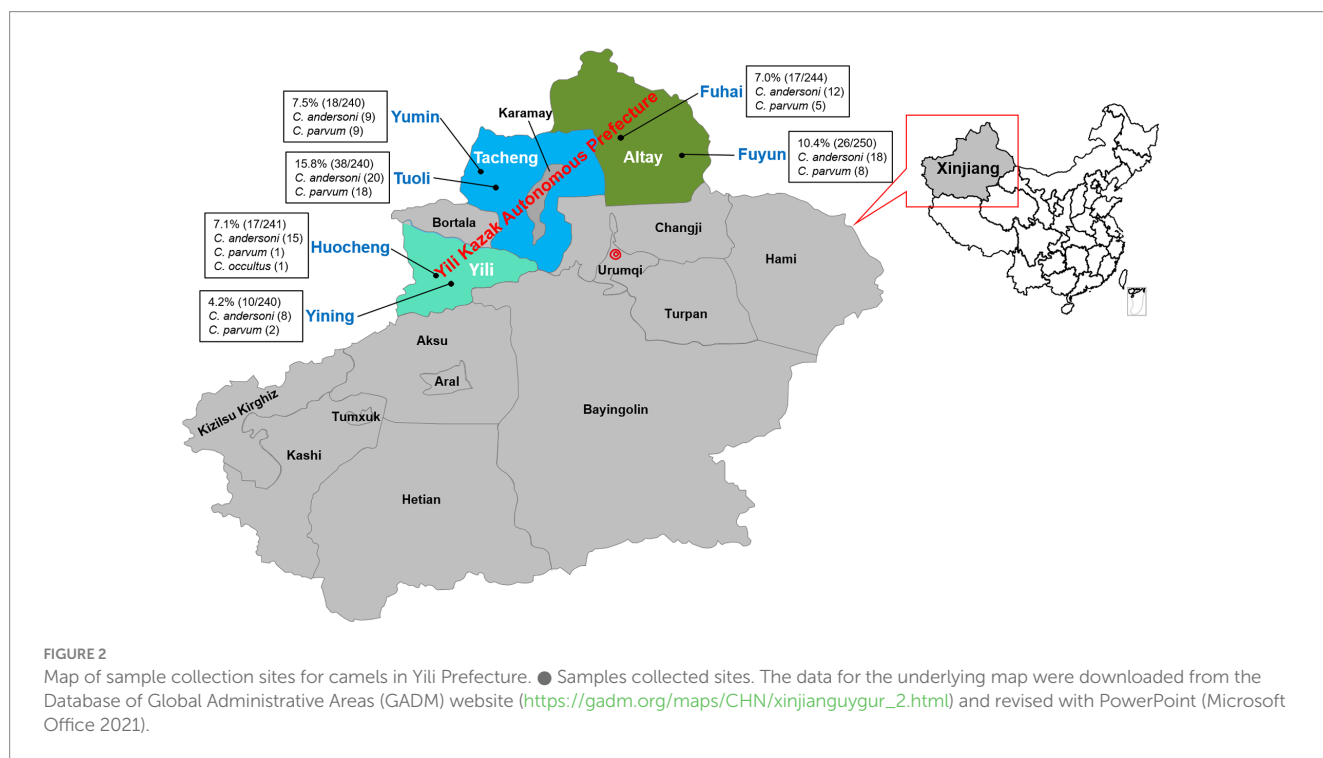 7.5% (18/240)
C. andersoni (9)
C. parvum (9)
Yumin
15.8% (38/240)
C. andersoni (20)
C. parvum (18)
Tuoli
7.1% (17/241)
C. andersoni (15)
C. parvum (1)
C. occultus (1)
Huocheng
4.2% (10/240)
C. andersoni (8)
C. parvum (2)
Yining
Karamay
Tacheng
Bortala
Yili
Yili Kazak Autonomous Prefecture
Altay
Fuhai
7.0% (17/244)
C. andersoni (12)
C. parvum (5)
Fuyun
10.4% (26/250)
C. andersoni (18)
C. parvum (8)
Xinjiang
Changji
Urumqi
Hami
Turpan
Aksu
Aral
Bayingolin
Kizilsu Kirghiz
Tumxuk
Kashi
Hetian
FIGURE 2
Map of sample collection sites for camels in Yili Prefecture. ● Samples collected sites. The data for the underlying map were downloaded from the
Database of Global Administrative Areas (GADM) website (https://gadm.org/maps/CHN/xinjianguygur_2.html) and revised with PowerPoint (Microsoft
Office 2021).